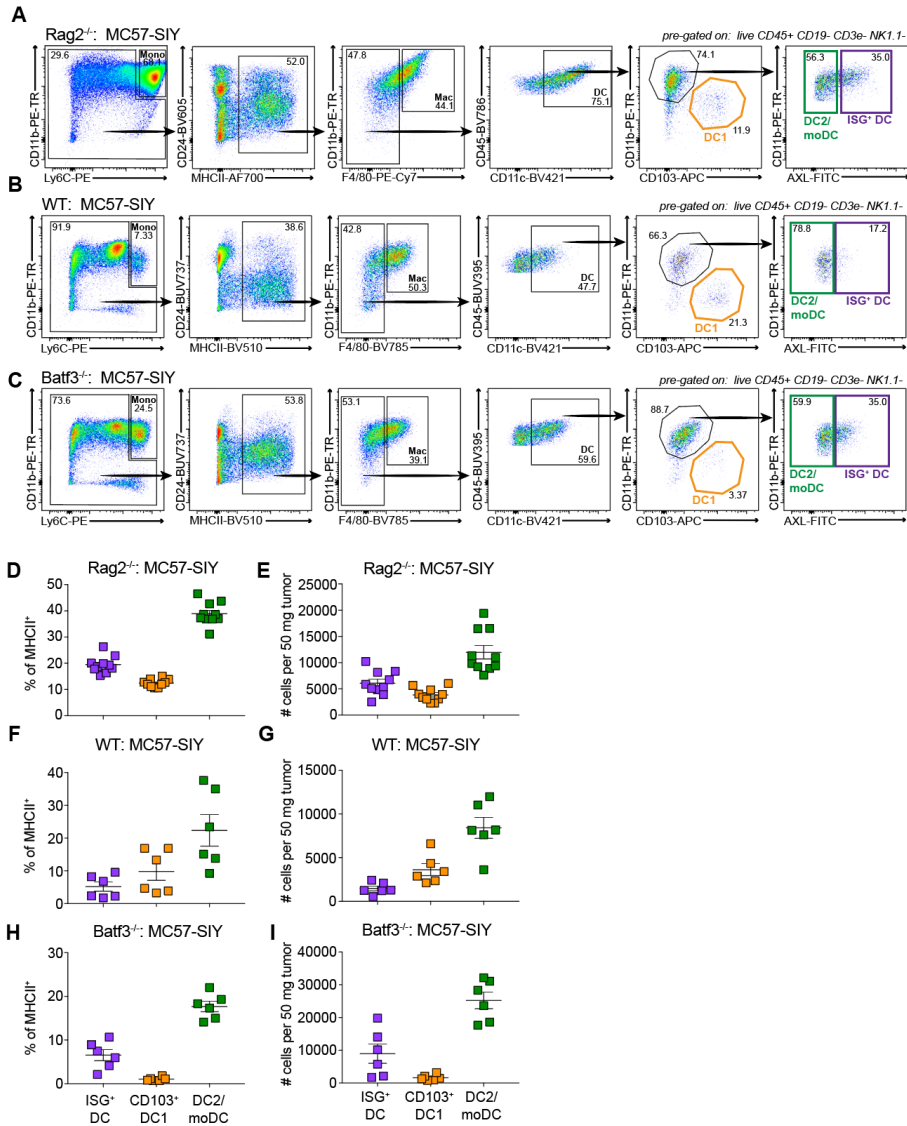 A
Rag2-/-: MC57-SIY
pre-gated on: live CD45+ CD19- CD3e- NK1.1-
29.6
Mono
68.1
CD11b-PE-TR
Ly6C-PE
52.0
CD24-BV605
MHCII-AF700
47.8
Mac
44.1
CD11b-PE-TR
F4/80-PE-Cy7
DC
75.1
CD45-BV786
CD11c-BV421
74.1
DC1
11.9
CD11b-PE-TR
CD103-APC
56.3
35.0
DC2/
moDC
ISG+ DC
CD11b-PE- TR
AXL-FITC
B
WT: MC57-SIY
pre-gated on: live CD45+ CD19- CD3e- NK1.1-
91.9
Mono
7.33
CD11b-PE-TR
Ly6C-PE
38.6
CD24-BUV737
MHCII-BV510
42.8
Mac
50.3
CD11b-PE-TR
F4/80-BV785
DC
47.7
CD45-BUV395
CD11c-BV421
66.3
DC1
21.3
CD11b-PE-TR
CD103-APC
78.8
17.2
DC2/
moDC
ISG+ DC
CD11b-PE-TR
AXL-FITC
C
Batf3-/-: MC57-SIY
pre-gated on: live CD45+ CD19- CD3e- NK1.1-
73.6
Mono
24.5
CD11b-PE-TR
Ly6C-PE
53.8
CD24-BUV737
MHCII-BV510
53.1
Mac
39.1
CD11b-PE-TR
F4/80-BV785
DC
59.6
CD45-BUV395
CD11c-BV421
88.7
DC1
3.37
CD11b-PE-TR
CD103-APC
59.9
35.0
DC2/
moDC
ISG+ DC
CD11b-PE-TR
AXL-FITC
D
Rag2-/-: MC57-SIY
% of MHCII+
50
40
30
20
10
0
E
Rag2-/-: MC57-SIY
# cells per 50 mg tumor
25000
20000
15000
10000
5000
0
F
WT: MC57-SIY
% of MHCII+
40
30
20
10
0
G
WT: MC57-SIY
# cells per 50 mg tumor
15000
10000
5000
0
H
Batf3-/-: MC57-SIY
% of MHCII+
30
20
10
0
ISG+
DC
CD103+
DC1
DC2/
moDC
I
Batf3-/-: MC57-SIY
# cells per 50 mg tumor
40000
30000
20000
10000
0
ISG+
DC
CD103+
DC1
DC2/
moDC